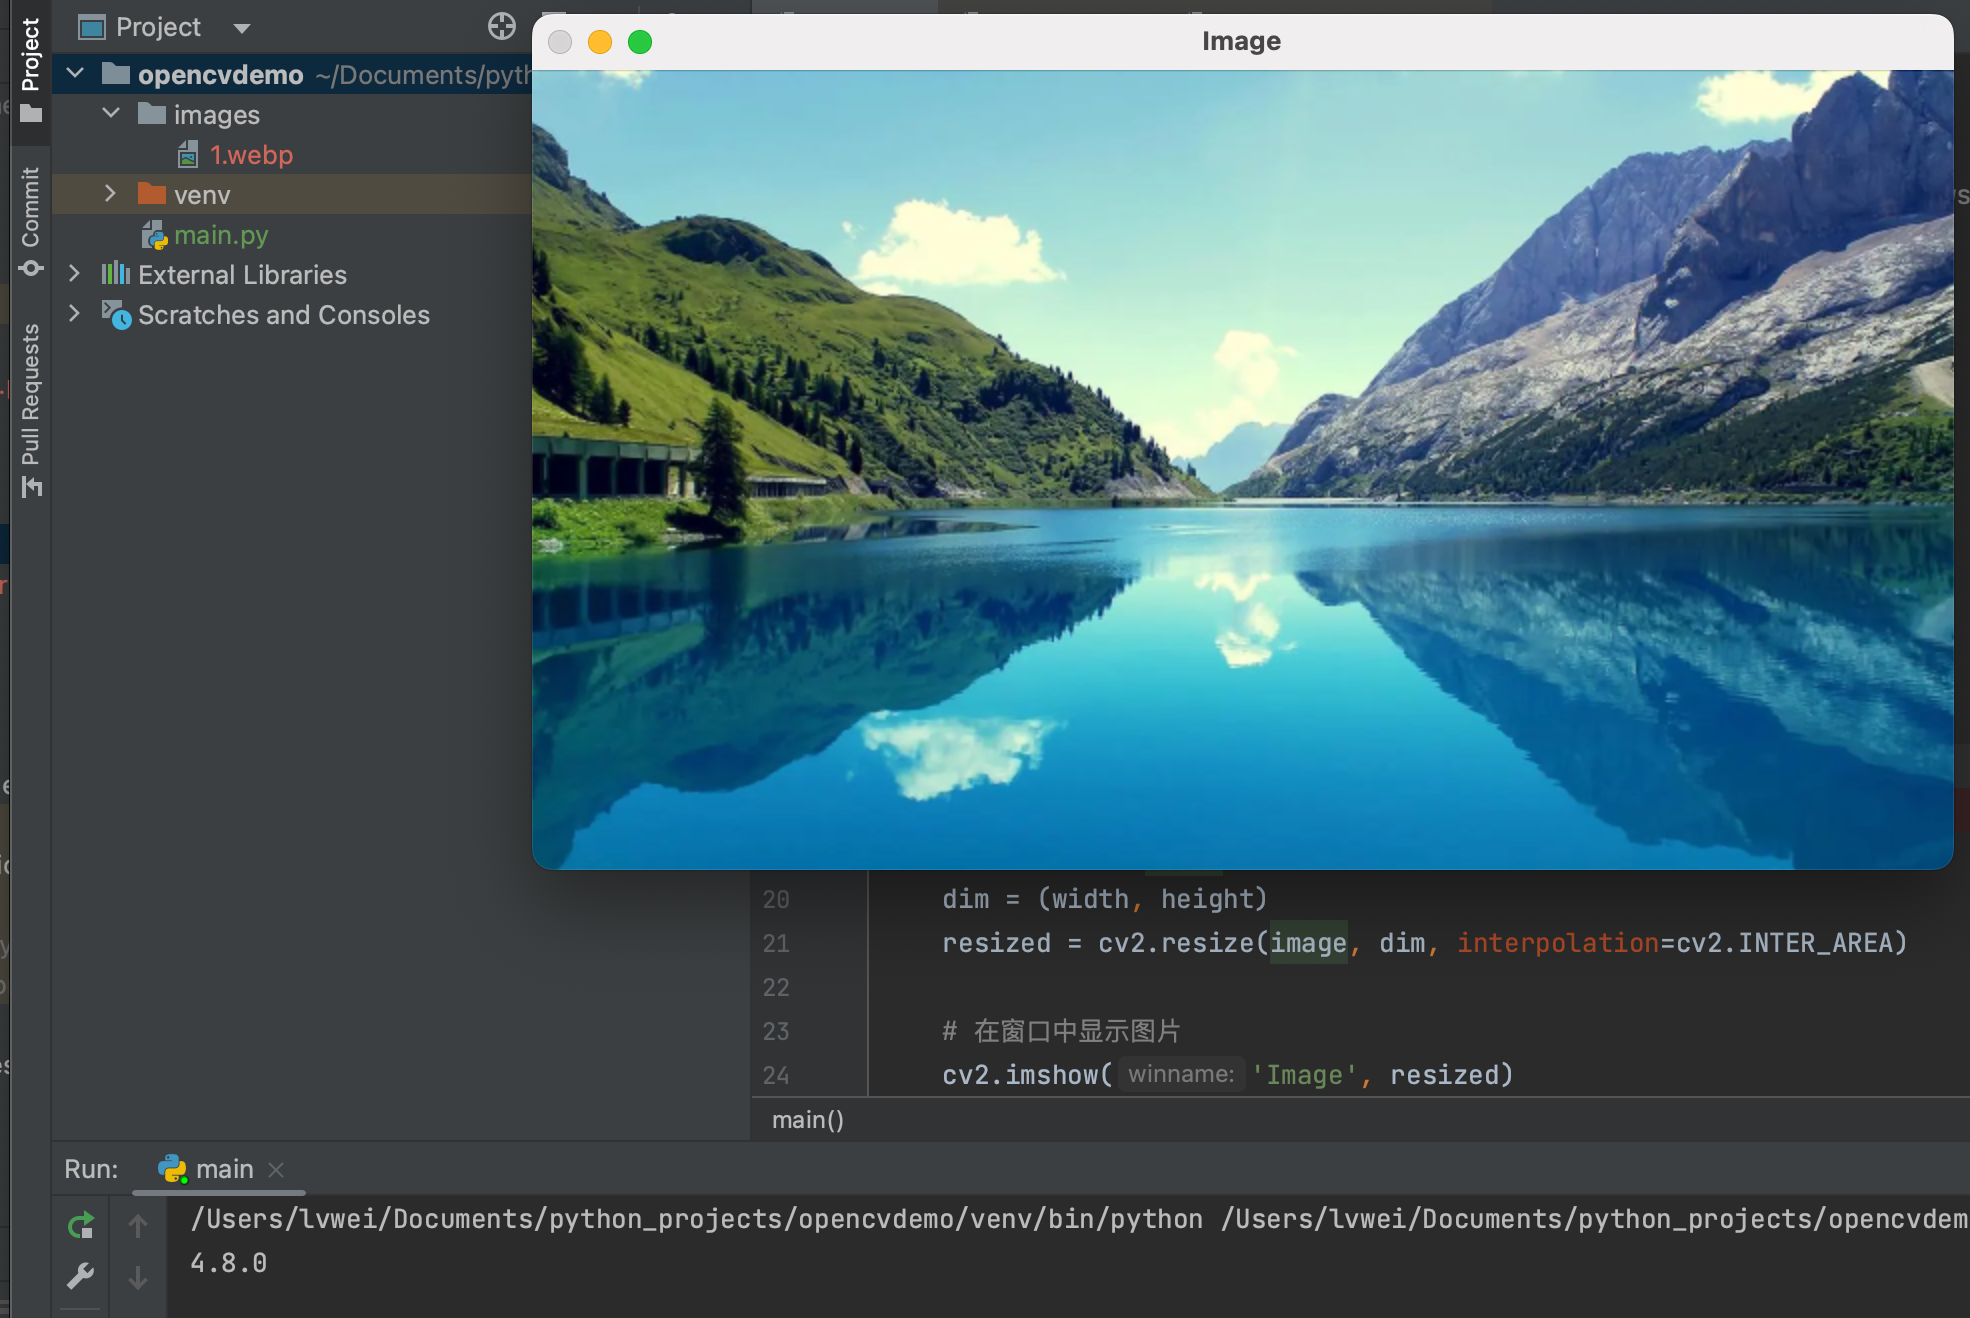 Project
Commit
Pull Requests
Project
opencvdemo ~/Documents/pyth
images
1.webp
venv
main.py
External Libraries
Scratches and Consoles
Image
20 dim = (width, height)
21 resized = cv2.resize(image, dim, interpolation=cv2.INTER_AREA)
22
23 # 在窗口中显示图片
24 cv2.imshow( winname: 'Image', resized)
main()
Run: main
/Users/lvwei/Documents/python_projects/opencvdemo/venv/bin/python /Users/lvwei/Documents/python_projects/opencvdem
4.8.0